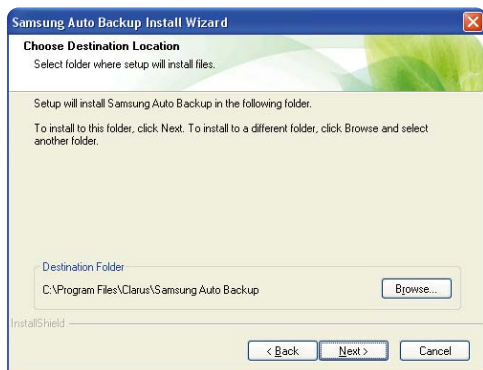 Samsung Auto Backup Install Wizard
Choose Destination Location
Select folder where setup will install files.
Setup will install Samsung Auto Backup in the following folder.
To install to this folder, click Next. To install to a different folder, click Browse and select
another folder.
Destination Folder
C:\Program Files\Clarus\Samsung Auto Backup
Browse...
InstallShield
< Back
Next >
Cancel